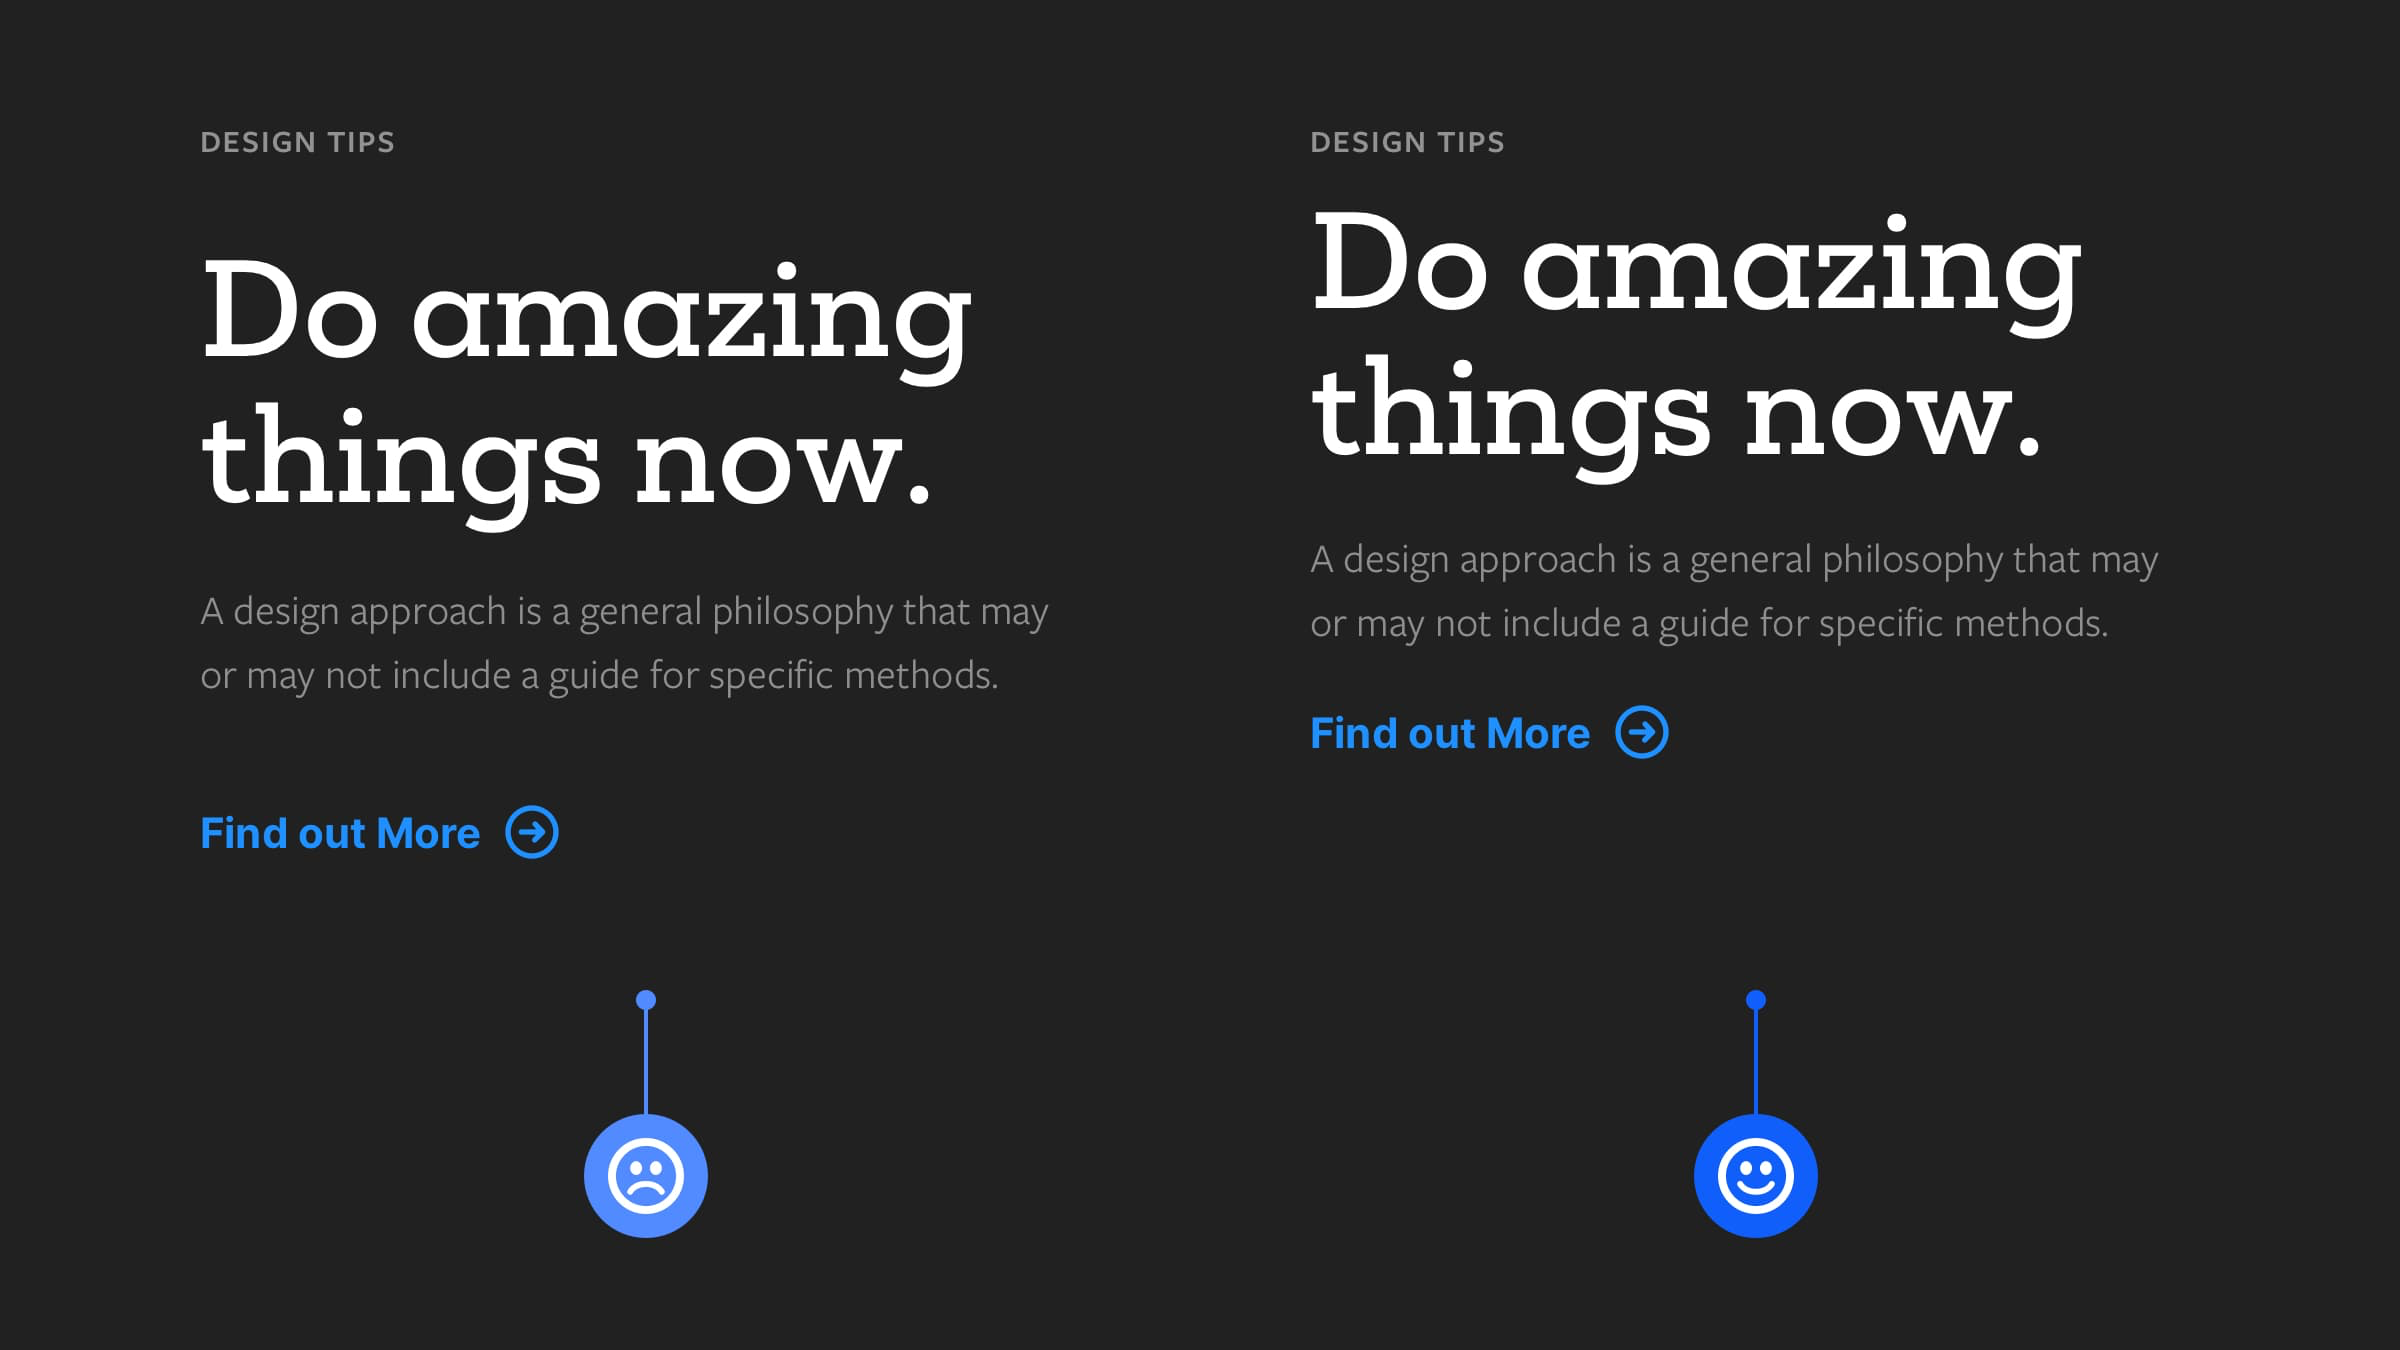 DESIGN TIPS
Do amazing
things now.
A design approach is a general philosophy that may
or may not include a guide for specific methods.
Find out More
DESIGN TIPS
Do amazing
things now.
A design approach is a general philosophy that may
or may not include a guide for specific methods.
Find out More